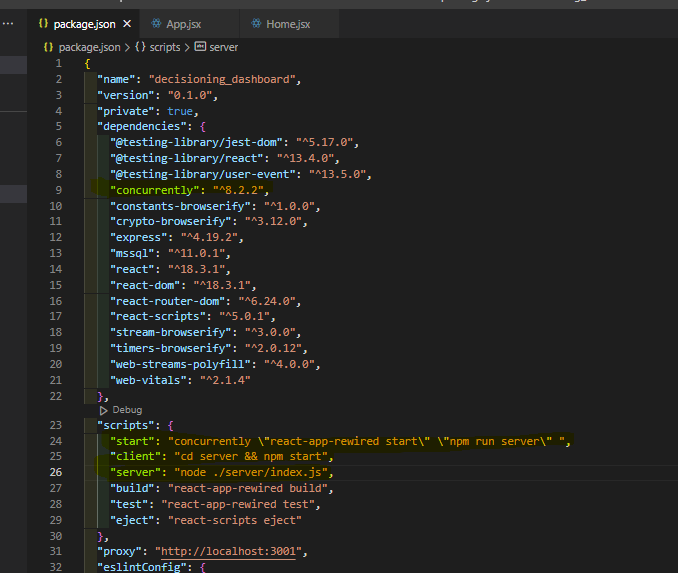 package.json
App.jsx
Home.jsx
package.json > scripts > server
1 {
2 "name": "decisioning_dashboard",
3 "version": "0.1.0",
4 "private": true,
5 "dependencies": {
6 "@testing-library/jest-dom": "^5.17.0",
7 "@testing-library/react": "^13.4.0",
8 "@testing-library/user-event": "^13.5.0",
9 "concurrently": "^8.2.2",
10 "constants-browserify": "^1.0.0",
11 "crypto-browserify": "^3.12.0",
12 "express": "^4.19.2",
13 "mssql": "^11.0.1",
14 "react": "^18.3.1",
15 "react-dom": "^18.3.1",
16 "react-router-dom": "^6.24.0",
17 "react-scripts": "^5.0.1",
18 "stream-browserify": "^3.0.0",
19 "timers-browserify": "^2.0.12",
20 "web-streams-polyfill": "^4.0.0",
21 "web-vitals": "^2.1.4"
22 },
Debug
23 "scripts": {
24 "start": "concurrently \"react-app-rewired start\" \"npm run server\" ",
25 "client": "cd server && npm start",
26 "server": "node ./server/index.js",
27 "build": "react-app-rewired build",
28 "test": "react-app-rewired test",
29 "eject": "react-scripts eject"
30 },
31 "proxy": "http://localhost:3001",
32 "eslintConfig": {